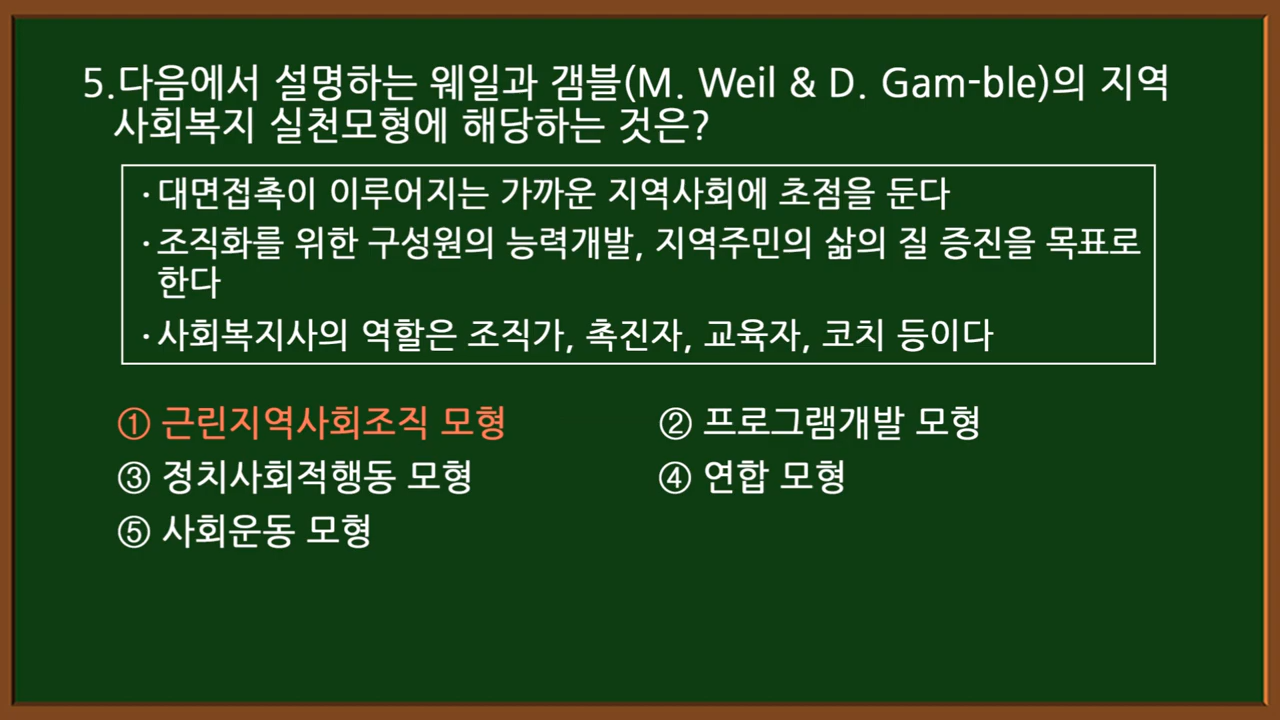 5.다음에서 설명하는 웨일과 갬블(M. Weil & D. Gam-ble)의 지역
사회복지 실천모형에 해당하는 것은?
·대면접촉이 이루어지는 가까운 지역사회에 초점을 둔다
·조직화를 위한 구성원의 능력개발, 지역주민의 삶의 질 증진을 목표로
한다
·사회복지사의 역할은 조직가, 촉진자, 교육자, 코치 등이다
① 근린지역사회조직 모형 ② 프로그램개발 모형
③ 정치사회적행동 모형 ④ 연합 모형
⑤ 사회운동 모형